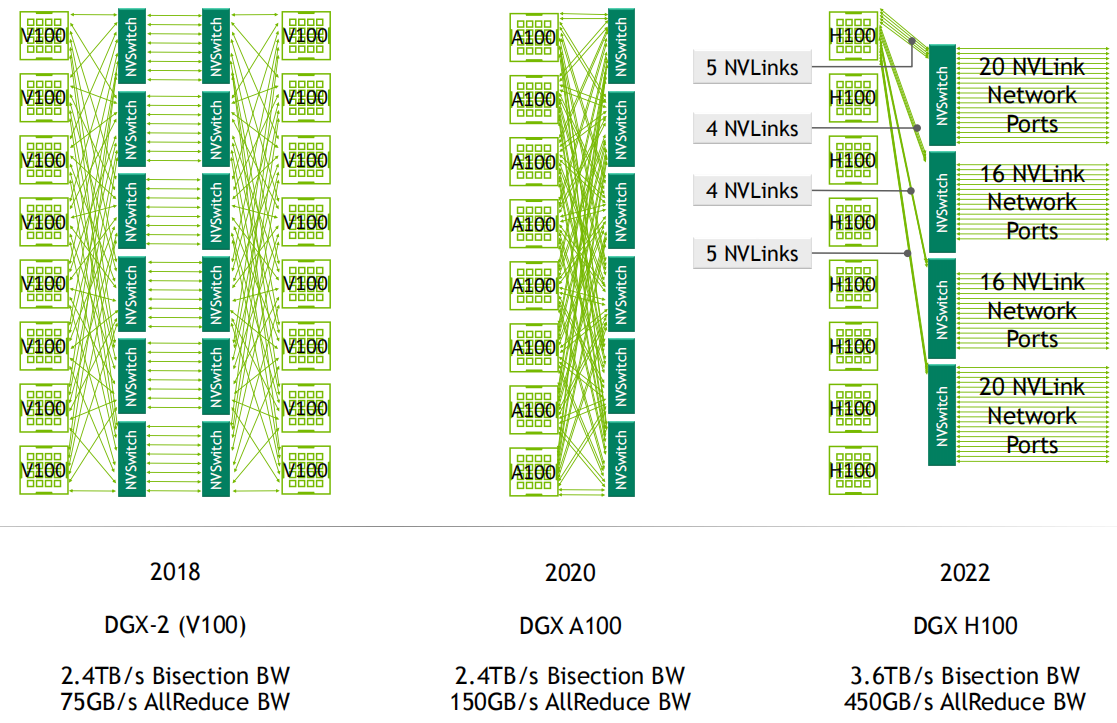 V100
V100
V100
V100
V100
V100
V100
V100
NVSwitch
NVSwitch
NVSwitch
NVSwitch
NVSwitch
NVSwitch
NVSwitch
NVSwitch
NVSwitch
NVSwitch
NVSwitch
NVSwitch
V100
V100
V100
V100
V100
V100
V100
V100
A100
A100
A100
A100
A100
A100
A100
A100
NVSwitch
NVSwitch
NVSwitch
NVSwitch
NVSwitch
NVSwitch
5 NVLinks
4 NVLinks
4 NVLinks
5 NVLinks
H100
H100
H100
H100
H100
H100
H100
H100
NVSwitch
NVSwitch
NVSwitch
NVSwitch
20 NVLink
Network
Ports
16 NVLink
Network
Ports
16 NVLink
Network
Ports
20 NVLink
Network
Ports
2018
DGX-2 (V100)
2.4TB/s Bisection BW
75GB/s AllReduce BW
2020
DGX A100
2.4TB/s Bisection BW
150GB/s AllReduce BW
2022
DGX H100
3.6TB/s Bisection BW
450GB/s AllReduce BW